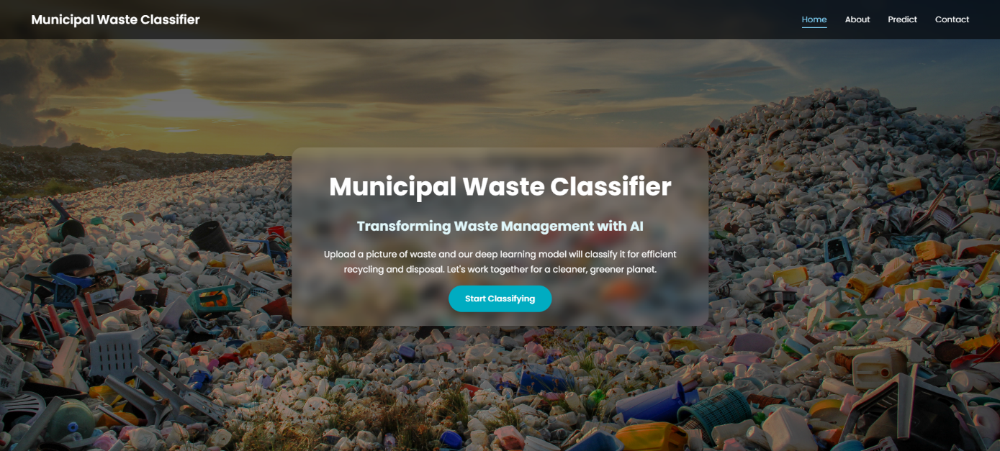 Municipal Waste Classifier
Home About Predict Contact
Municipal Waste Classifier
Transforming Waste Management with AI
Upload a picture of waste and our deep learning model will classify it for efficient
recycling and disposal. Let's work together for a cleaner, greener planet.
Start Classifying